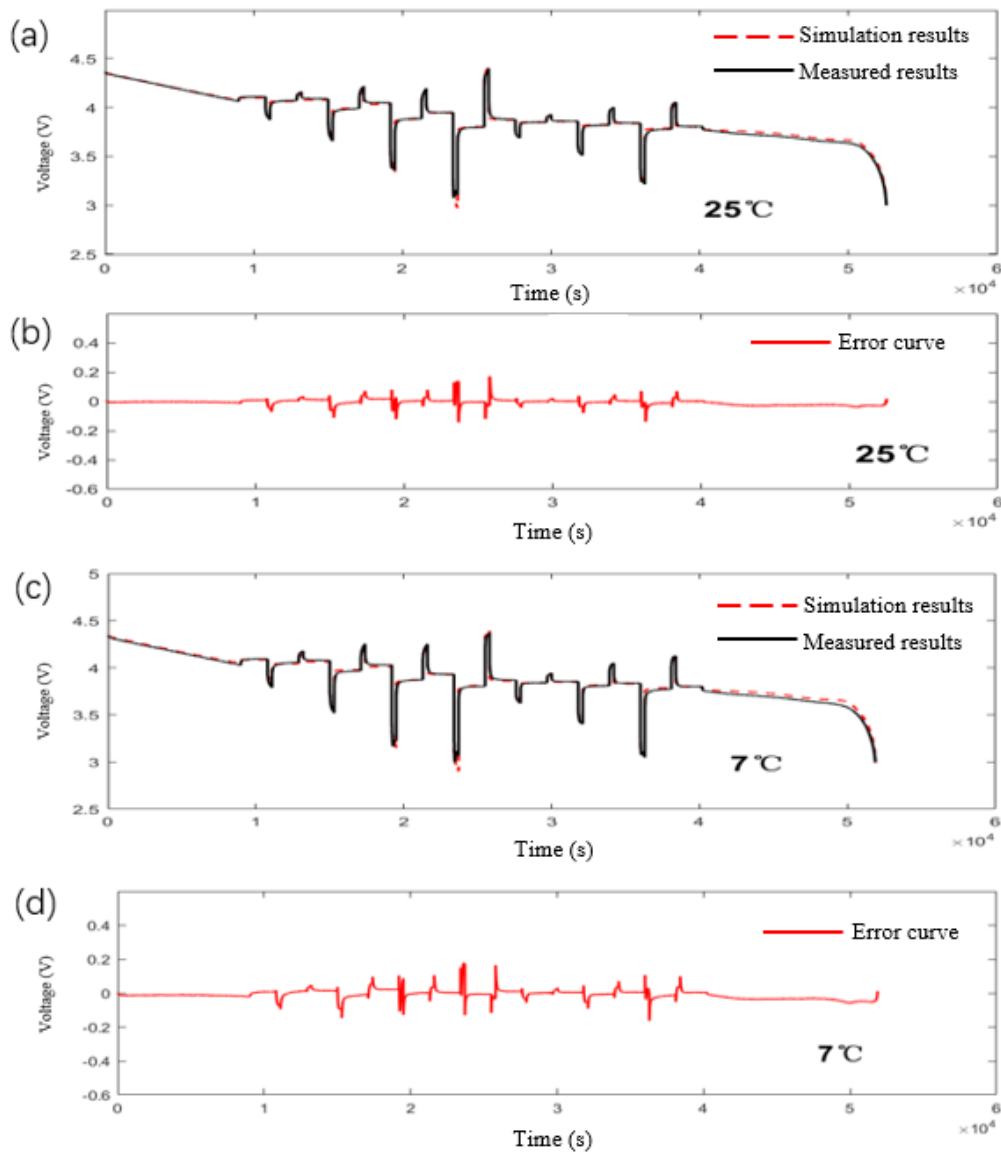 (a)
Simulation results
Measured results
4.5
4
3.5
3
2.5
Voltage (V)
25℃
0 1 2 3 4 5 6
Time (s)
×10⁴
(b)
Error curve
0.4
0.2
0
-0.2
-0.4
-0.6
Voltage (V)
25℃
0 1 2 3 4 5 6
Time (s)
×10⁴
(c)
Simulation results
Measured results
5
4.5
4
3.5
3
2.5
Voltage (V)
7℃
0 1 2 3 4 5 6
Time (s)
×10⁴
(d)
Error curve
0.4
0.2
0
-0.2
-0.4
-0.6
Voltage (V)
7℃
0 1 2 3 4 5 6
Time (s)
×10⁴